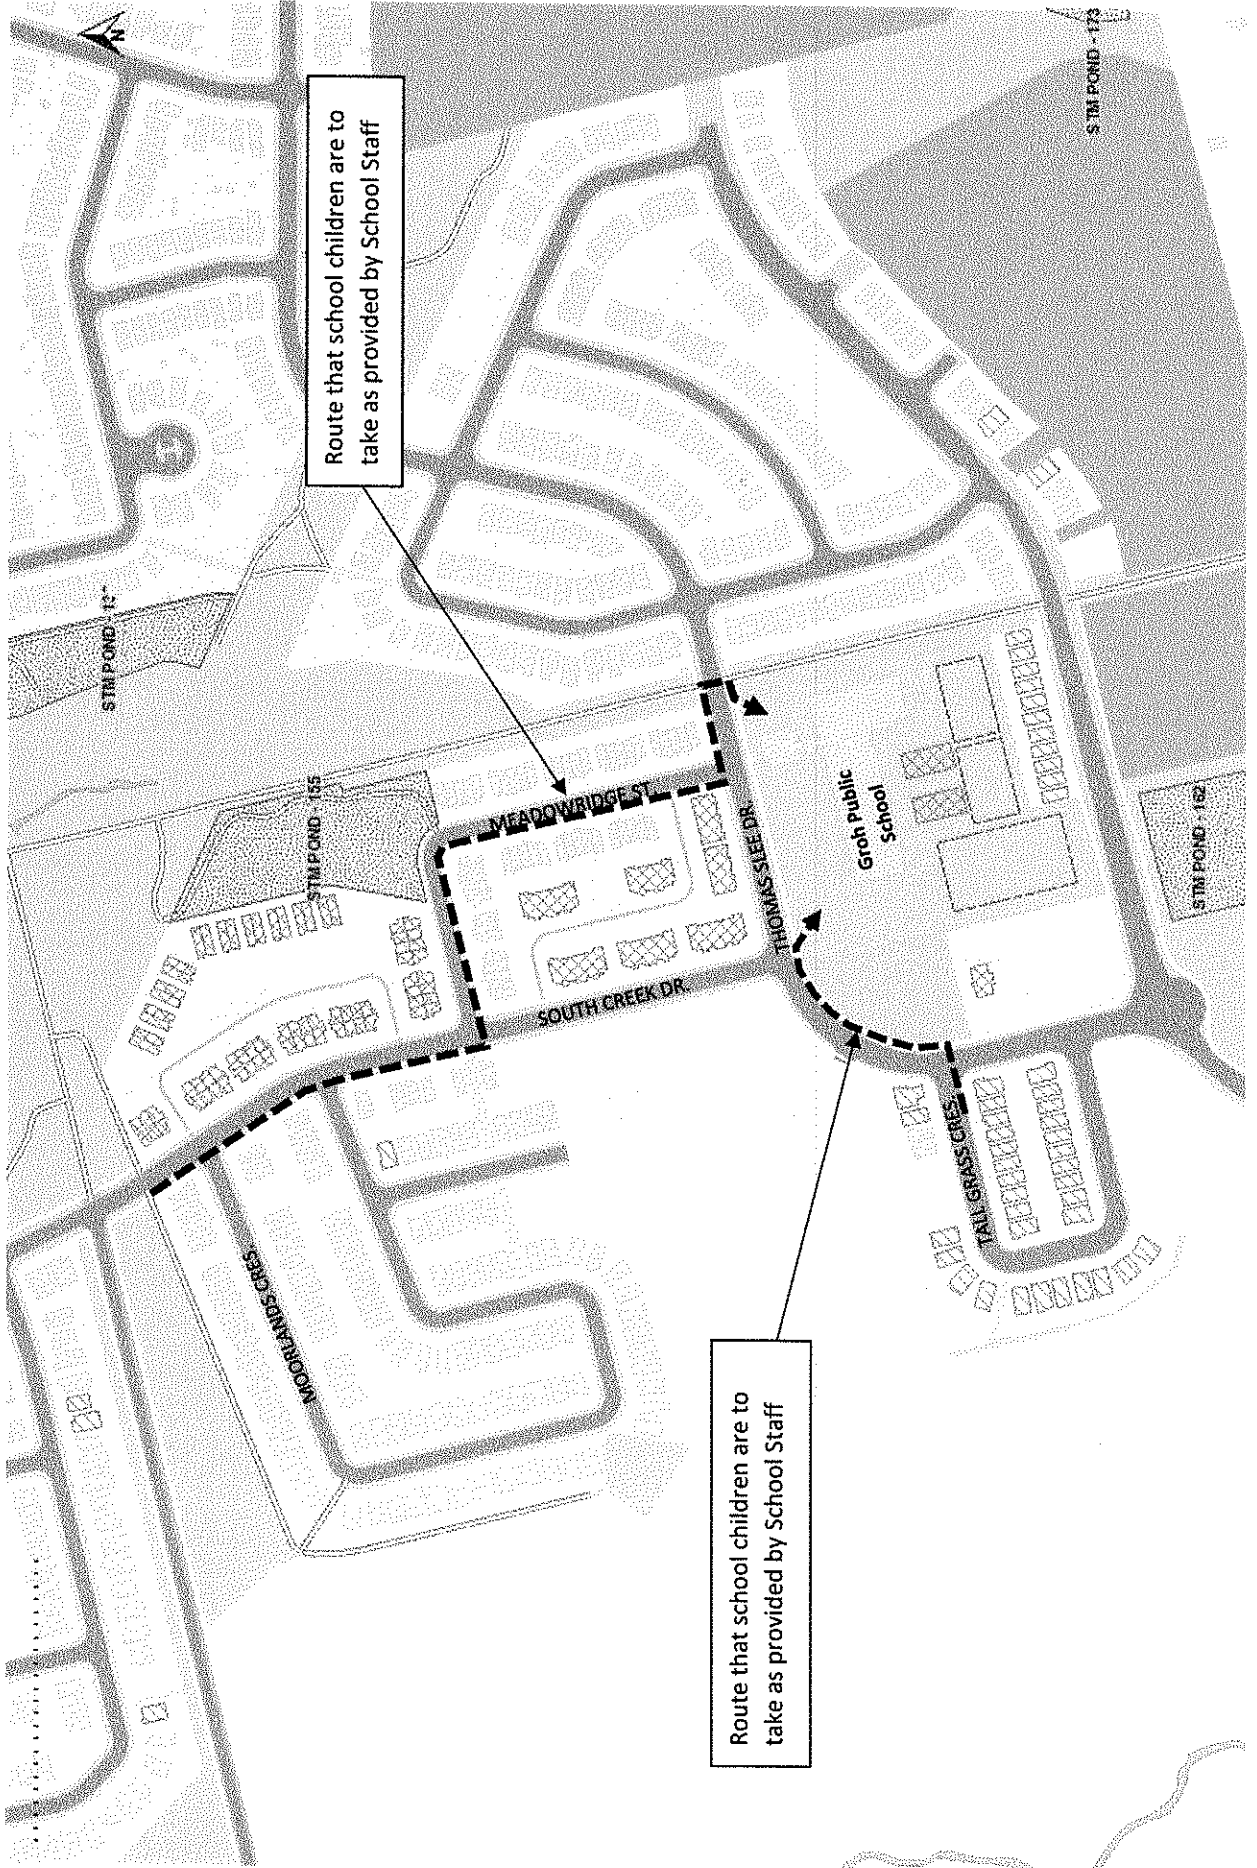 N
Route that school children are to
take as provided by School Staff
STM POND - 173
STM POND -
STM POND - 155
MEADOWRIDGE ST.
THOMAS SLEE DR.
Groh Public
School
STM POND - 162
SOUTH CREEK DR.
MOORLANDS CRES.
TALL GRASS CRES.
Route that school children are to
take as provided by School Staff